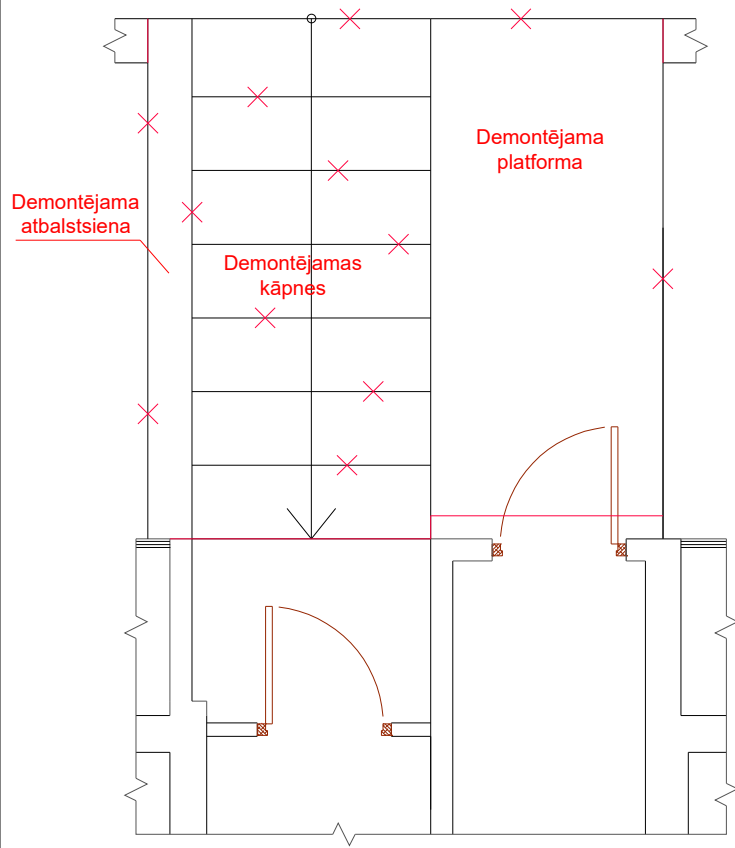 Demontējama
platforma
Demontējama
atbalstsiena
Demontējamas
kāpnes